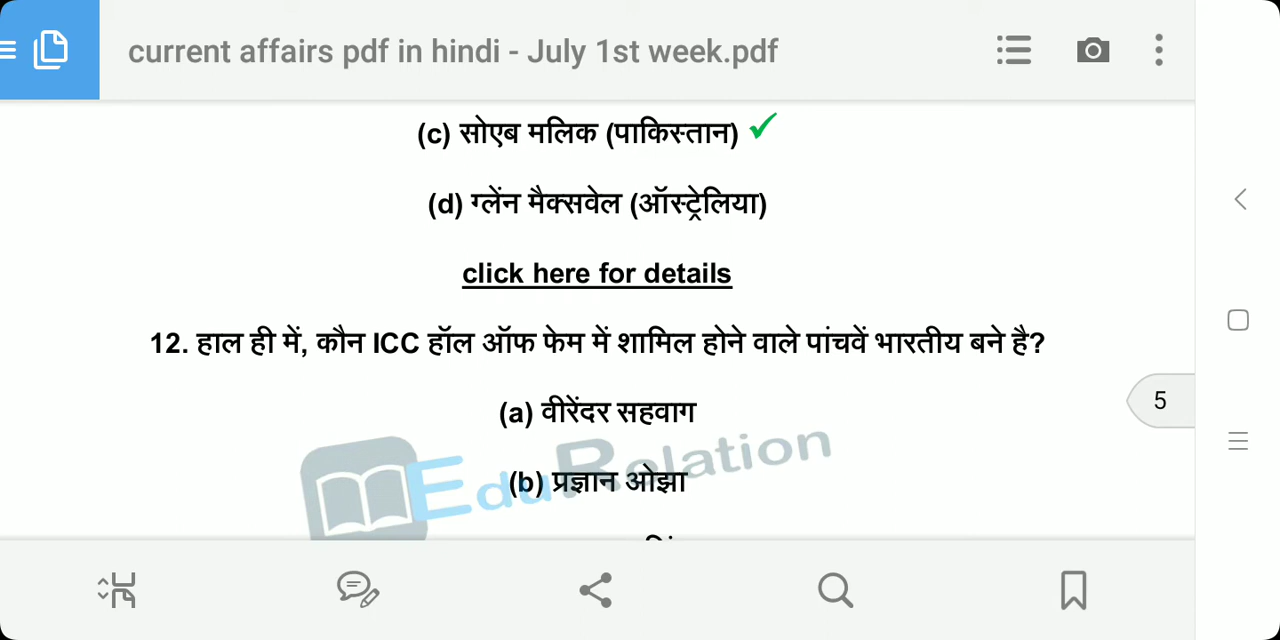 current affairs pdf in hindi - July 1st week.pdf
(c) सोएब मलिक (पाकिस्तान)
(d) ग्लेंन मैक्सवेल (ऑस्ट्रेलिया)
click here for details
12. हाल ही में, कौन ICC हॉल ऑफ फेम में शामिल होने वाले पांचवें भारतीय बने है?
(a) वीरेंदर सहवाग
5
EduRelation
(b) प्रज्ञान ओझा